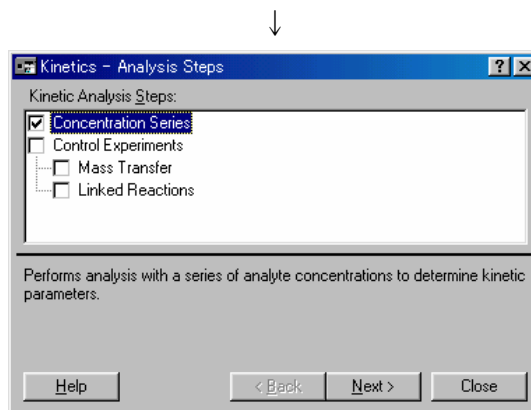 ↓
Kinetics - Analysis Steps
Kinetic Analysis Steps:
Concentration Series
Control Experiments
Mass Transfer
Linked Reactions
Performs analysis with a series of analyte concentrations to determine kinetic
parameters.
Help < Back Next > Close